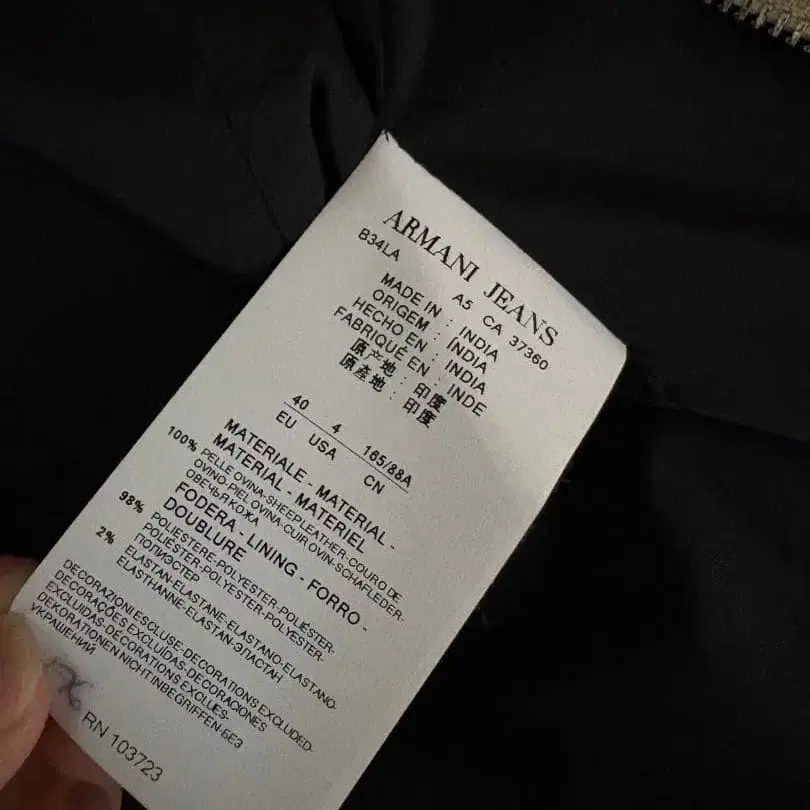 ARMANI JEANS
B34LA A5 CA 37360
MADE IN : INDIA
ORIGEM : INDIA
HECHO EN : INDIA
FABRIQUÉ EN : INDE
原产地 : 印度
原產地 : 印度
40 4 165/88A
EU USA CN
MATERIALE - MATERIAL -
MATERIAL - MATERIEL
100% PELLE OVINA-SHEEPLEATHER-COURO DE
OVINO-PIEL OVINA-CUIR OVIN-SCHAFLEDER-
ОВЕЧЬЯ КОЖА
FODERA - LINING - FORRO -
DOUBLURE
98% POLIESTERE-POLYESTER-POLIÉSTER-
POLIÉSTER-POLYESTER-POLYESTER-
ПОЛИЭСТЕР
2% ELASTAN-ELASTANE-ELASTANO-ELASTANO-
ELASTHANNE-ELASTAN-ЭЛАСТАН
DECORAZIONI ESCLUSE-DECORATIONS EXCLUDED-
DECORAÇÕES EXCLUÍDAS-DECORACIONES
EXCLUIDAS-DÉCORATIONS EXCLUES-
DEKORATIONEN NICHT INBEGRIFFEN-БЕЗ
УКРАШЕНИЙ
RN 103723